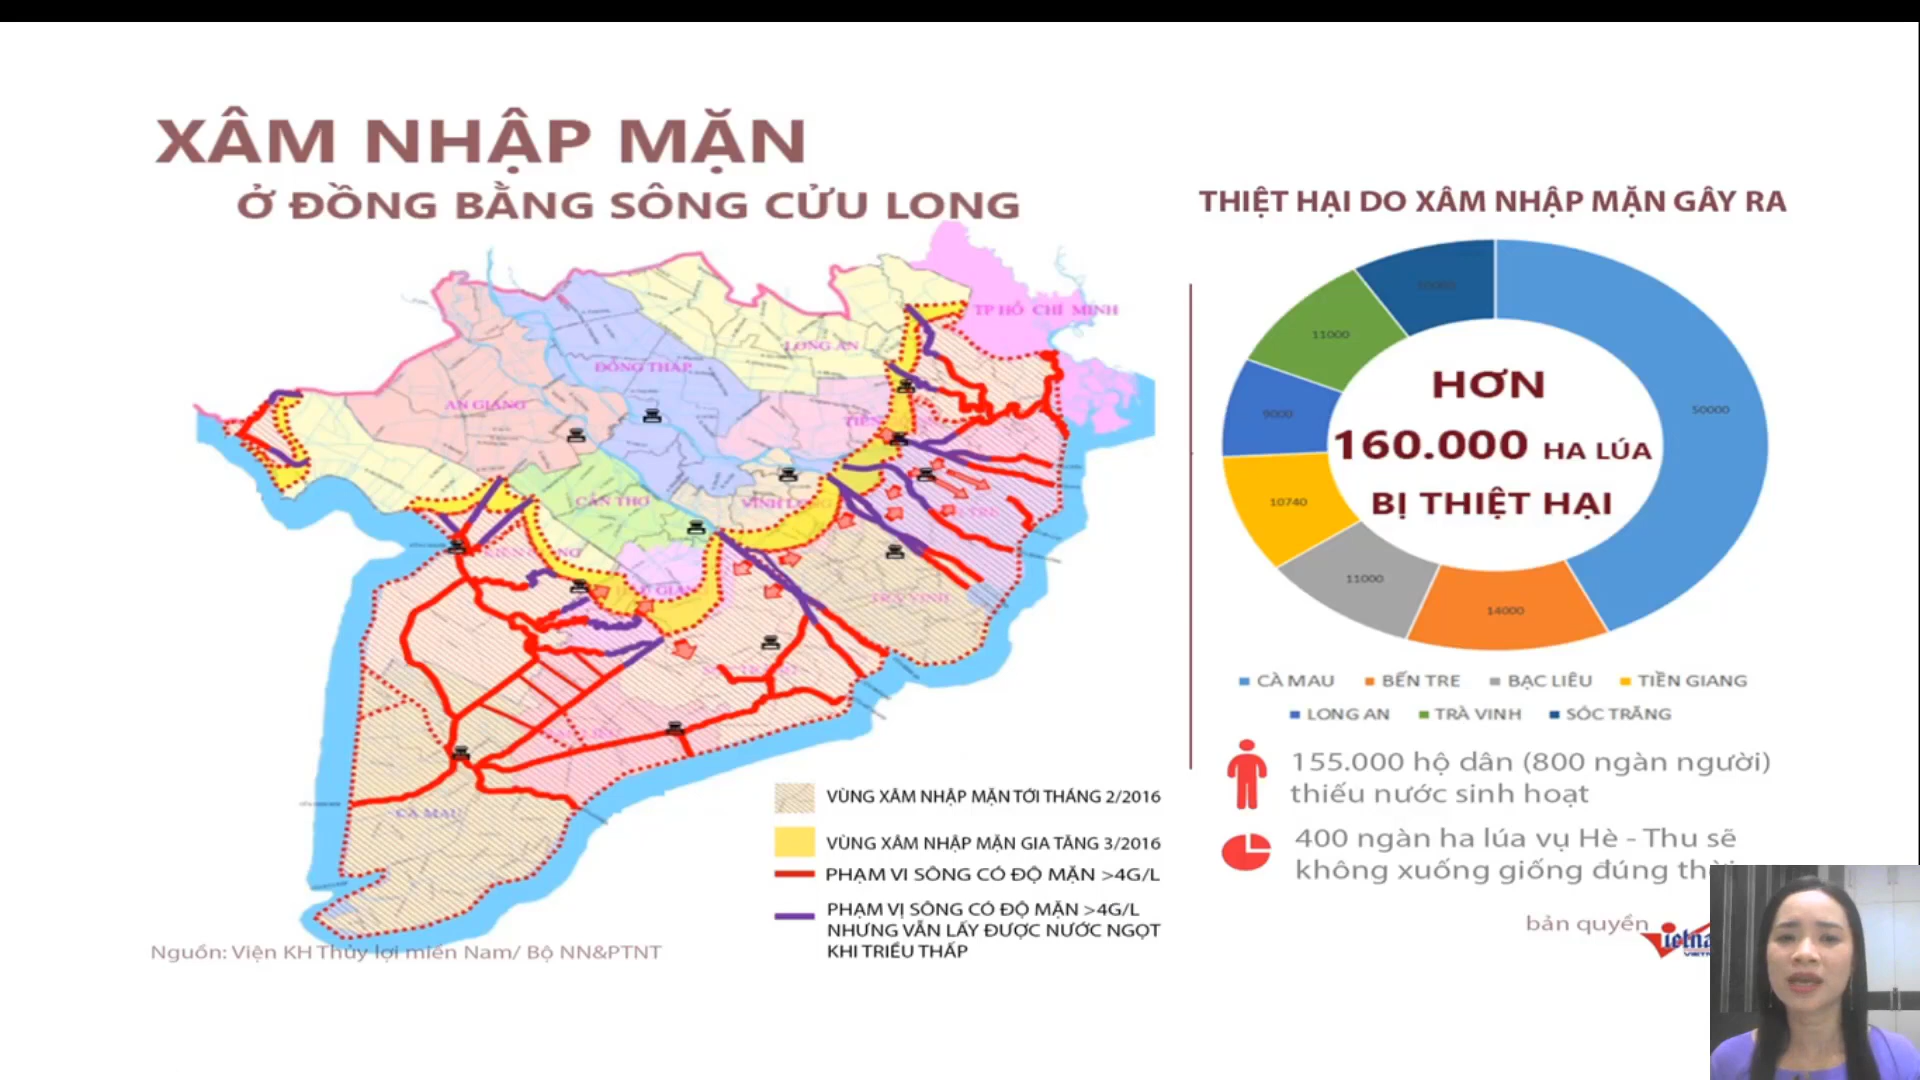 XÂM NHẬP MẶN
Ở ĐỒNG BẰNG SÔNG CỬU LONG
TP HỒ CHÍ MINH
LONG AN
ĐỒNG THÁP
AN GIANG
TIỀN
CẦN THƠ
VĨNH LONG
KIÊN GIANG
TRÀ VINH
CÀ MAU
VÙNG XÂM NHẬP MẶN TỚI THÁNG 2/2016
VÙNG XÂM NHẬP MẶN GIA TĂNG 3/2016
PHẠM VI SÔNG CÓ ĐỘ MẶN >4G/L
PHẠM VỊ SÔNG CÓ ĐỘ MẶN >4G/L
NHƯNG VẪN LẤY ĐƯỢC NƯỚC NGỌT
KHI TRIỀU THẤP
Nguồn: Viện KH Thủy lợi miền Nam/ Bộ NN&PTNT
THIỆT HẠI DO XÂM NHẬP MẶN GÂY RA
50000
14000
11000
10740
9000
11000
HƠN
160.000 HA LÚA
BỊ THIỆT HẠI
CÀ MAU BẾN TRE BẠC LIÊU TIỀN GIANG
LONG AN TRÀ VINH SÓC TRĂNG
155.000 hộ dân (800 ngàn người)
thiếu nước sinh hoạt
400 ngàn ha lúa vụ Hè - Thu sẽ
không xuống giống đúng
bản quyền